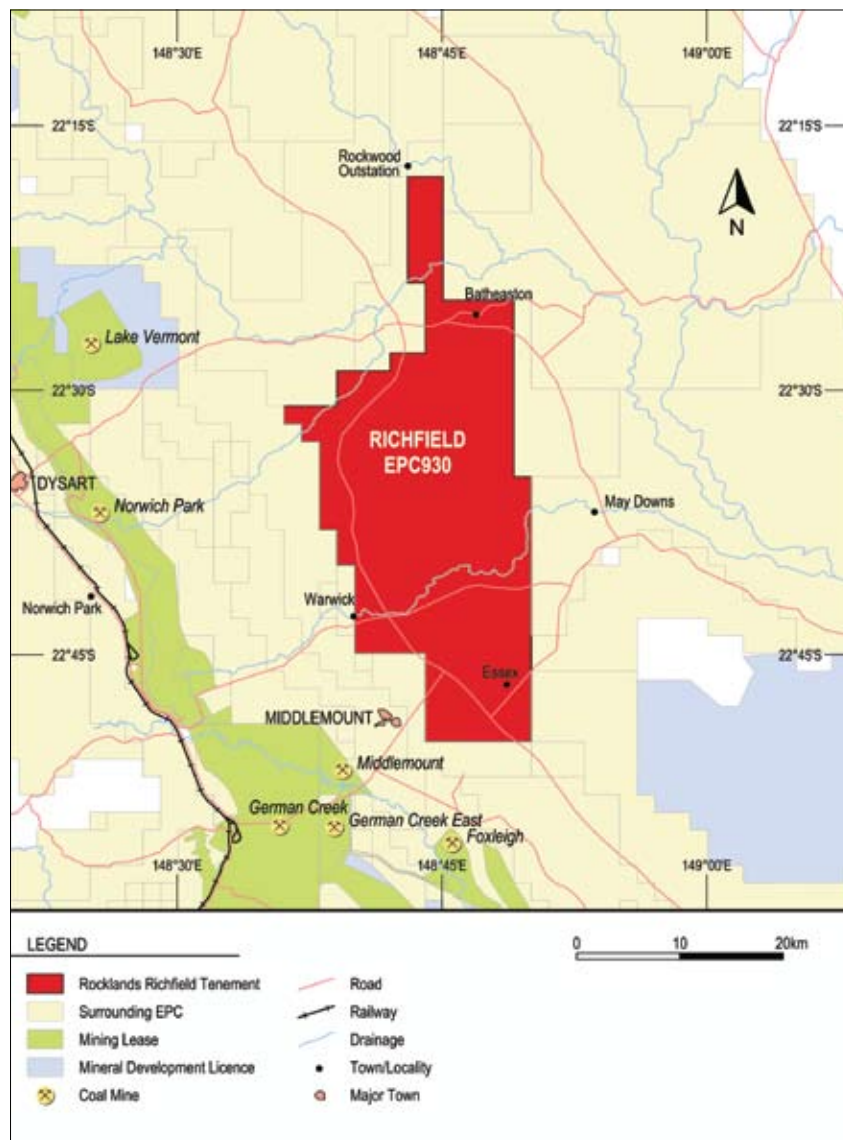 148°30'E
148°45'E
149°00'E
22°15'S
22°15'S
Rockwood
Outstation
N
Batheaston
Lake Vermont
22°30'S
22°30'S
RICHFIELD
EPC930
DYSART
Norwich Park
May Downs
Norwich Park
Warwick
22°45'S
22°45'S
Essex
MIDDLEMOUNT
Middlemount
German Creek
German Creek East
Foxleigh
148°30'E
148°45'E
149°00'E
LEGEND
0 10 20km
Rocklands Richfield Tenement
Road
Surrounding EPC
Railway
Mining Lease
Drainage
Mineral Development Licence
Town/Locality
Coal Mine
Major Town